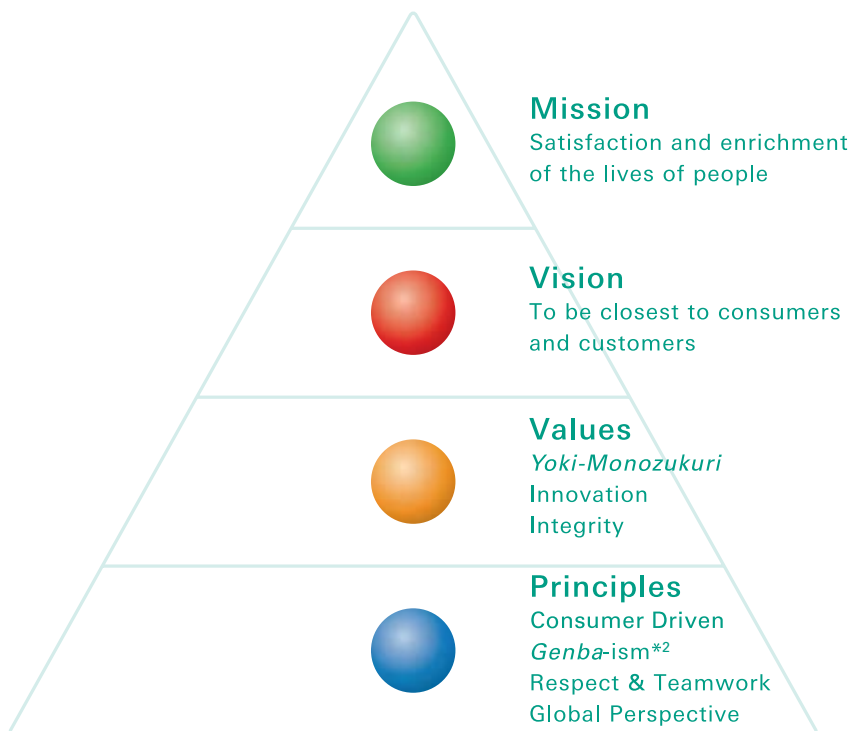 Mission
Satisfaction and enrichment
of the lives of people
Vision
To be closest to consumers
and customers
Values
Yoki-Monozukuri
Innovation
Integrity
Principles
Consumer Driven
Genba-ism*2
Respect & Teamwork
Global Perspective